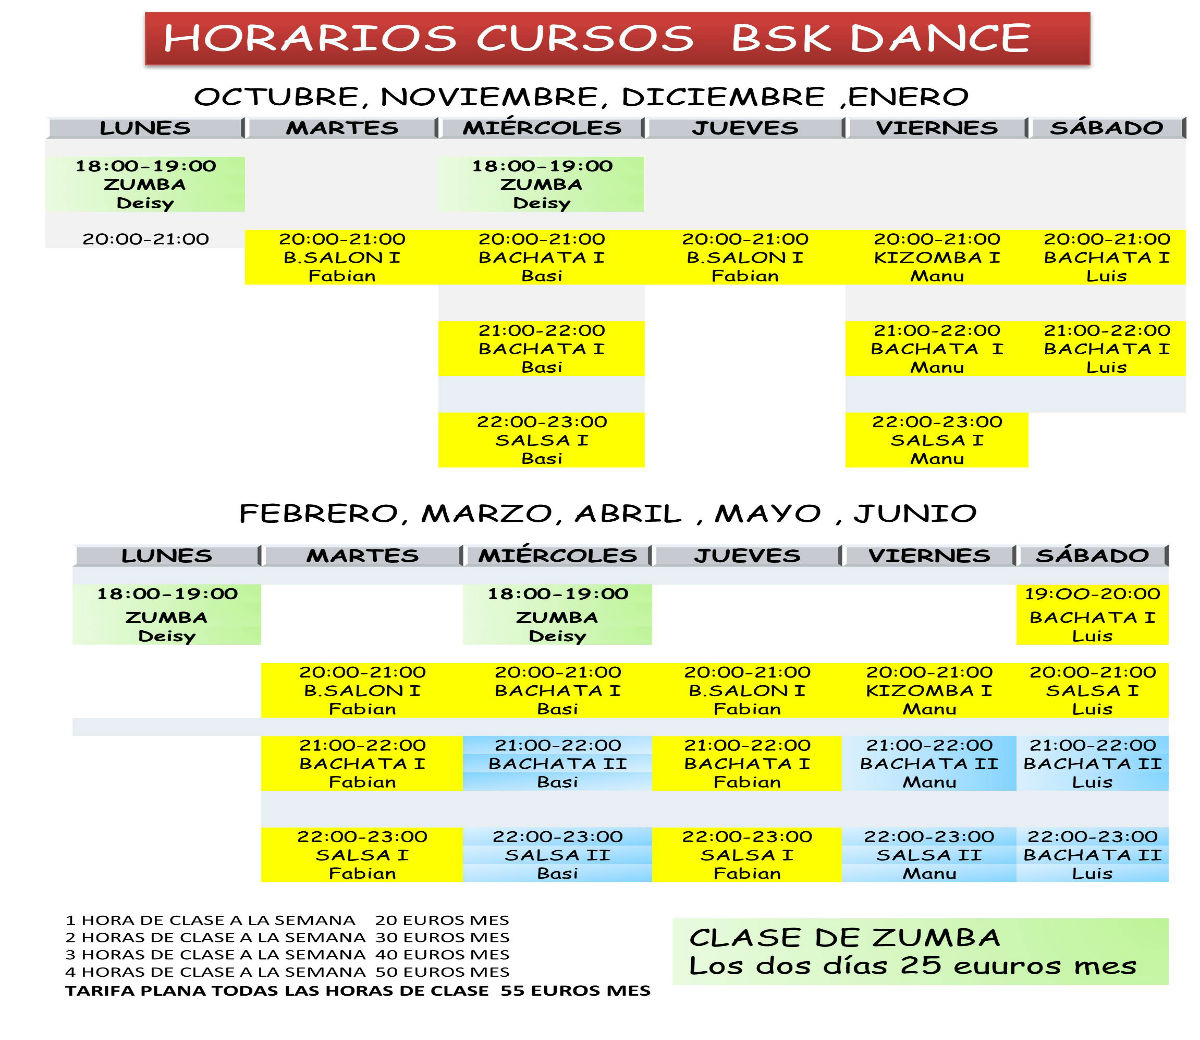 HORARIOS CURSOS BSK DANCE
OCTUBRE, NOVIEMBRE, DICIEMBRE ,ENERO
LUNES MARTES MIÉRCOLES JUEVES VIERNES SÁBADO
18:00-19:00 18:00-19:00
ZUMBA ZUMBA
Deisy Deisy
20:00-21:00 20:00-21:00 20:00-21:00 20:00-21:00 20:00-21:00 20:00-21:00
B.SALON I BACHATA I B.SALON I KIZOMBA I BACHATA I
Fabian Basi Fabian Manu Luis
21:00-22:00 21:00-22:00 21:00-22:00
BACHATA I BACHATA I BACHATA I
Basi Manu Luis
22:00-23:00 22:00-23:00
SALSA I SALSA I
Basi Manu
FEBRERO, MARZO, ABRIL , MAYO , JUNIO
LUNES MARTES MIÉRCOLES JUEVES VIERNES SÁBADO
18:00-19:00 18:00-19:00 19:00-20:00
ZUMBA ZUMBA BACHATA I
Deisy Deisy Luis
20:00-21:00 20:00-21:00 20:00-21:00 20:00-21:00 20:00-21:00
B.SALON I BACHATA I B.SALON I KIZOMBA I SALSA I
Fabian Basi Fabian Manu Luis
21:00-22:00 21:00-22:00 21:00-22:00 21:00-22:00 21:00-22:00
BACHATA I BACHATA II BACHATA I BACHATA II BACHATA II
Fabian Basi Fabian Manu Luis
22:00-23:00 22:00-23:00 22:00-23:00 22:00-23:00 22:00-23:00
SALSA I SALSA II SALSA I SALSA II BACHATA II
Fabian Basi Fabian Manu Luis
1 HORA DE CLASE A LA SEMANA 20 EUROS MES
2 HORAS DE CLASE A LA SEMANA 30 EUROS MES
3 HORAS DE CLASE A LA SEMANA 40 EUROS MES
4 HORAS DE CLASE A LA SEMANA 50 EUROS MES
TARIFA PLANA TODAS LAS HORAS DE CLASE 55 EUROS MES
CLASE DE ZUMBA
Los dos días 25 euuros mes